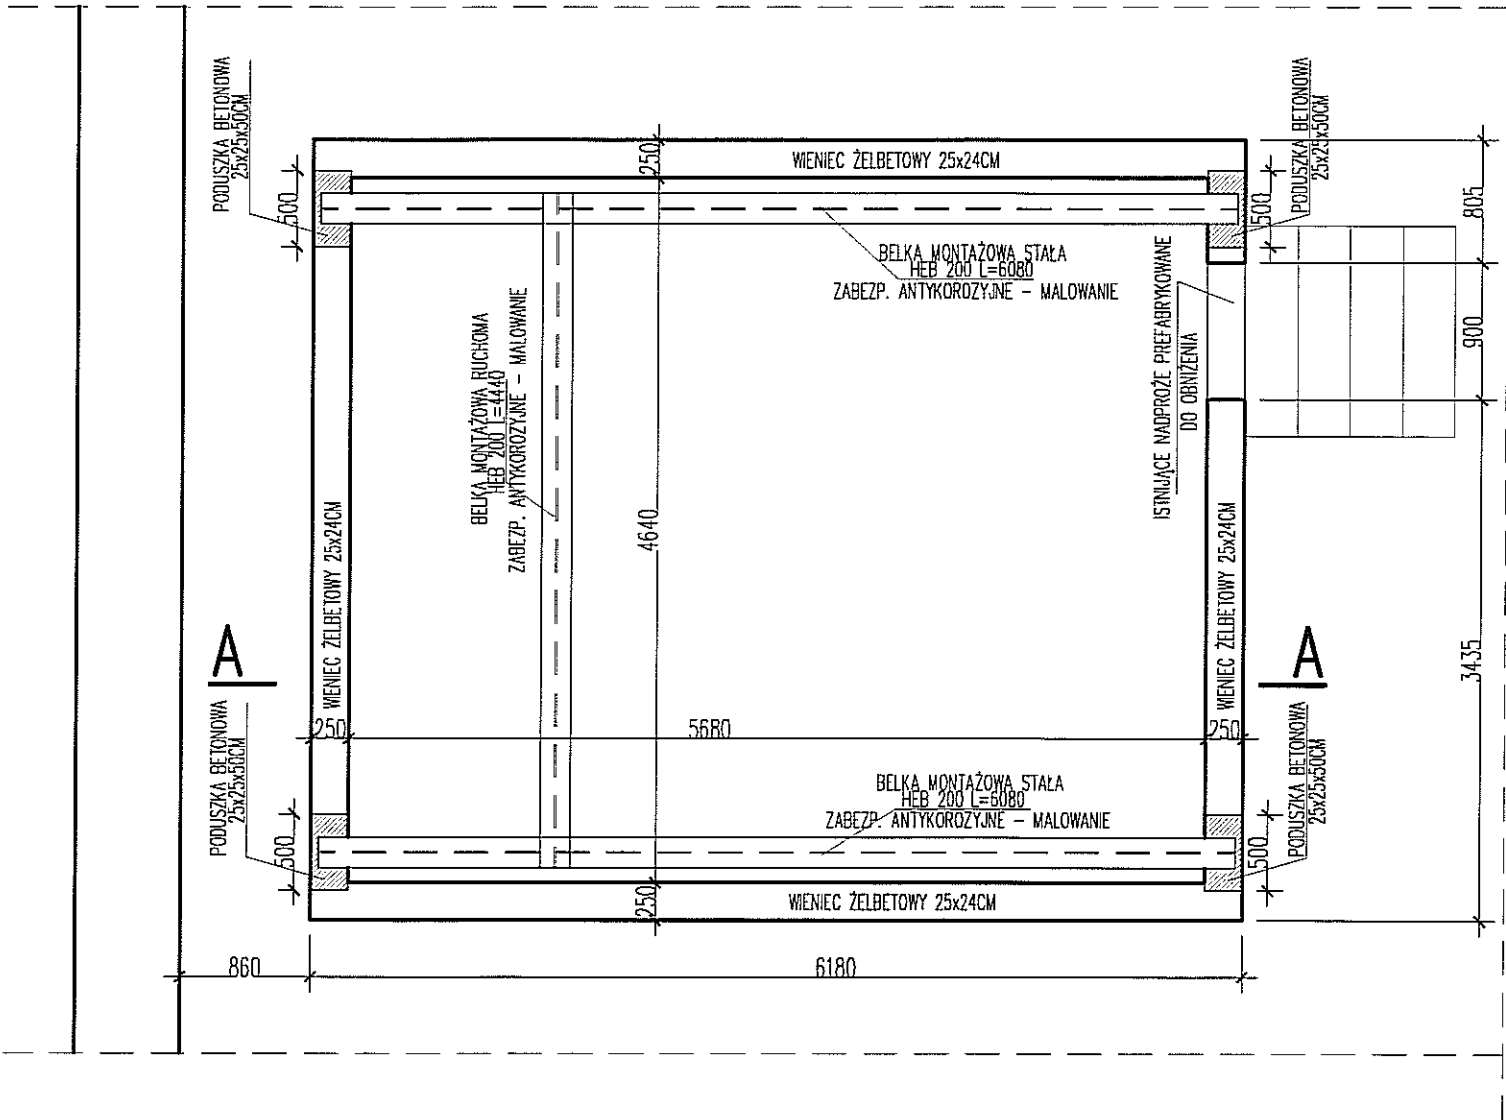 PODUSZKA BETONOWA
25x25x50CM
PODUSZKA BETONOWA
25x25x50CM
250
WIENIEC ŻELBETOWY 25x24CM
500
500
805
BELKA MONTAŻOWA STAŁA
HEB 200 L=6080
ZABEZP. ANTYKOROZYJNE – MALOWANIE
BELKA MONTAŻOWA RUCHOMA
HEB 200 L=4440
ZABEZP. ANTYKOROZYJNE – MALOWANIE
ISTNIJĄCE NADPROŻE PREFABRYKOWANE
DO OBNIŻENIA
900
4640
WIENIEC ŻELBETOWY 25x24CM
WIENIEC ŻELBETOWY 25x24CM
A
A
3435
250
5680
250
PODUSZKA BETONOWA
25x25x50CM
PODUSZKA BETONOWA
25x25x50CM
BELKA MONTAŻOWA STAŁA
HEB 200 L=6080
ZABEZP. ANTYKOROZYJNE – MALOWANIE
500
500
250
WIENIEC ŻELBETOWY 25x24CM
860
6180